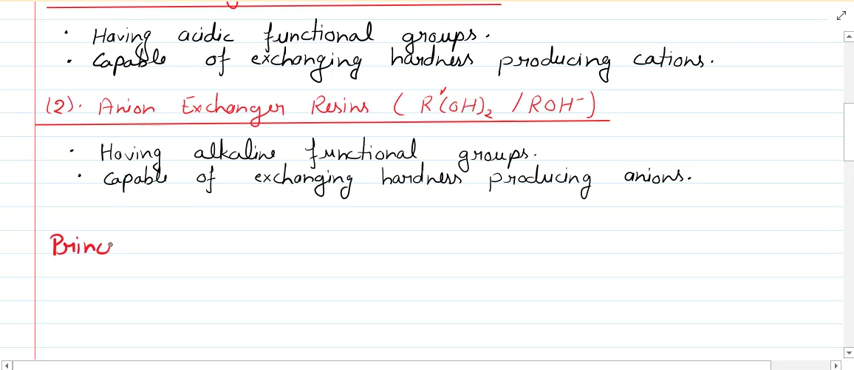 • Having acidic functional groups.
• Capable of exchanging hardness producing cations.
(2). Anion Exchanger Resins ( R'(OH)₂ / ROH⁻)
• Having alkaline functional groups.
• Capable of exchanging hardness producing anions.
Princ